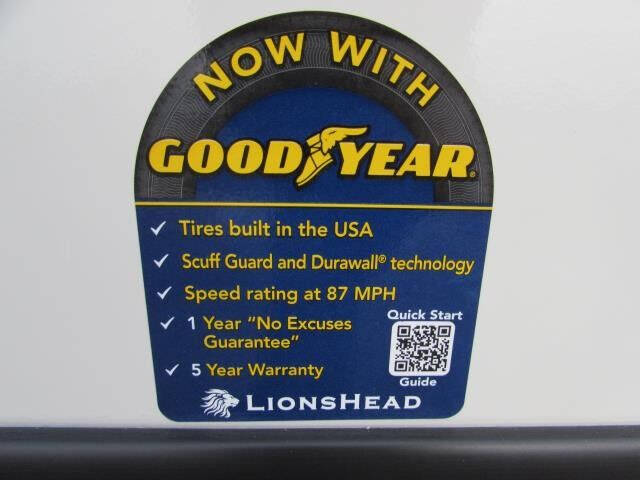 NOW WITH
GOODYEAR®
✓ Tires built in the USA
✓ Scuff Guard and Durawall® technology
✓ Speed rating at 87 MPH
✓ 1 Year "No Excuses
Guarantee"
✓ 5 Year Warranty
Quick Start
Guide
LIONSHEAD